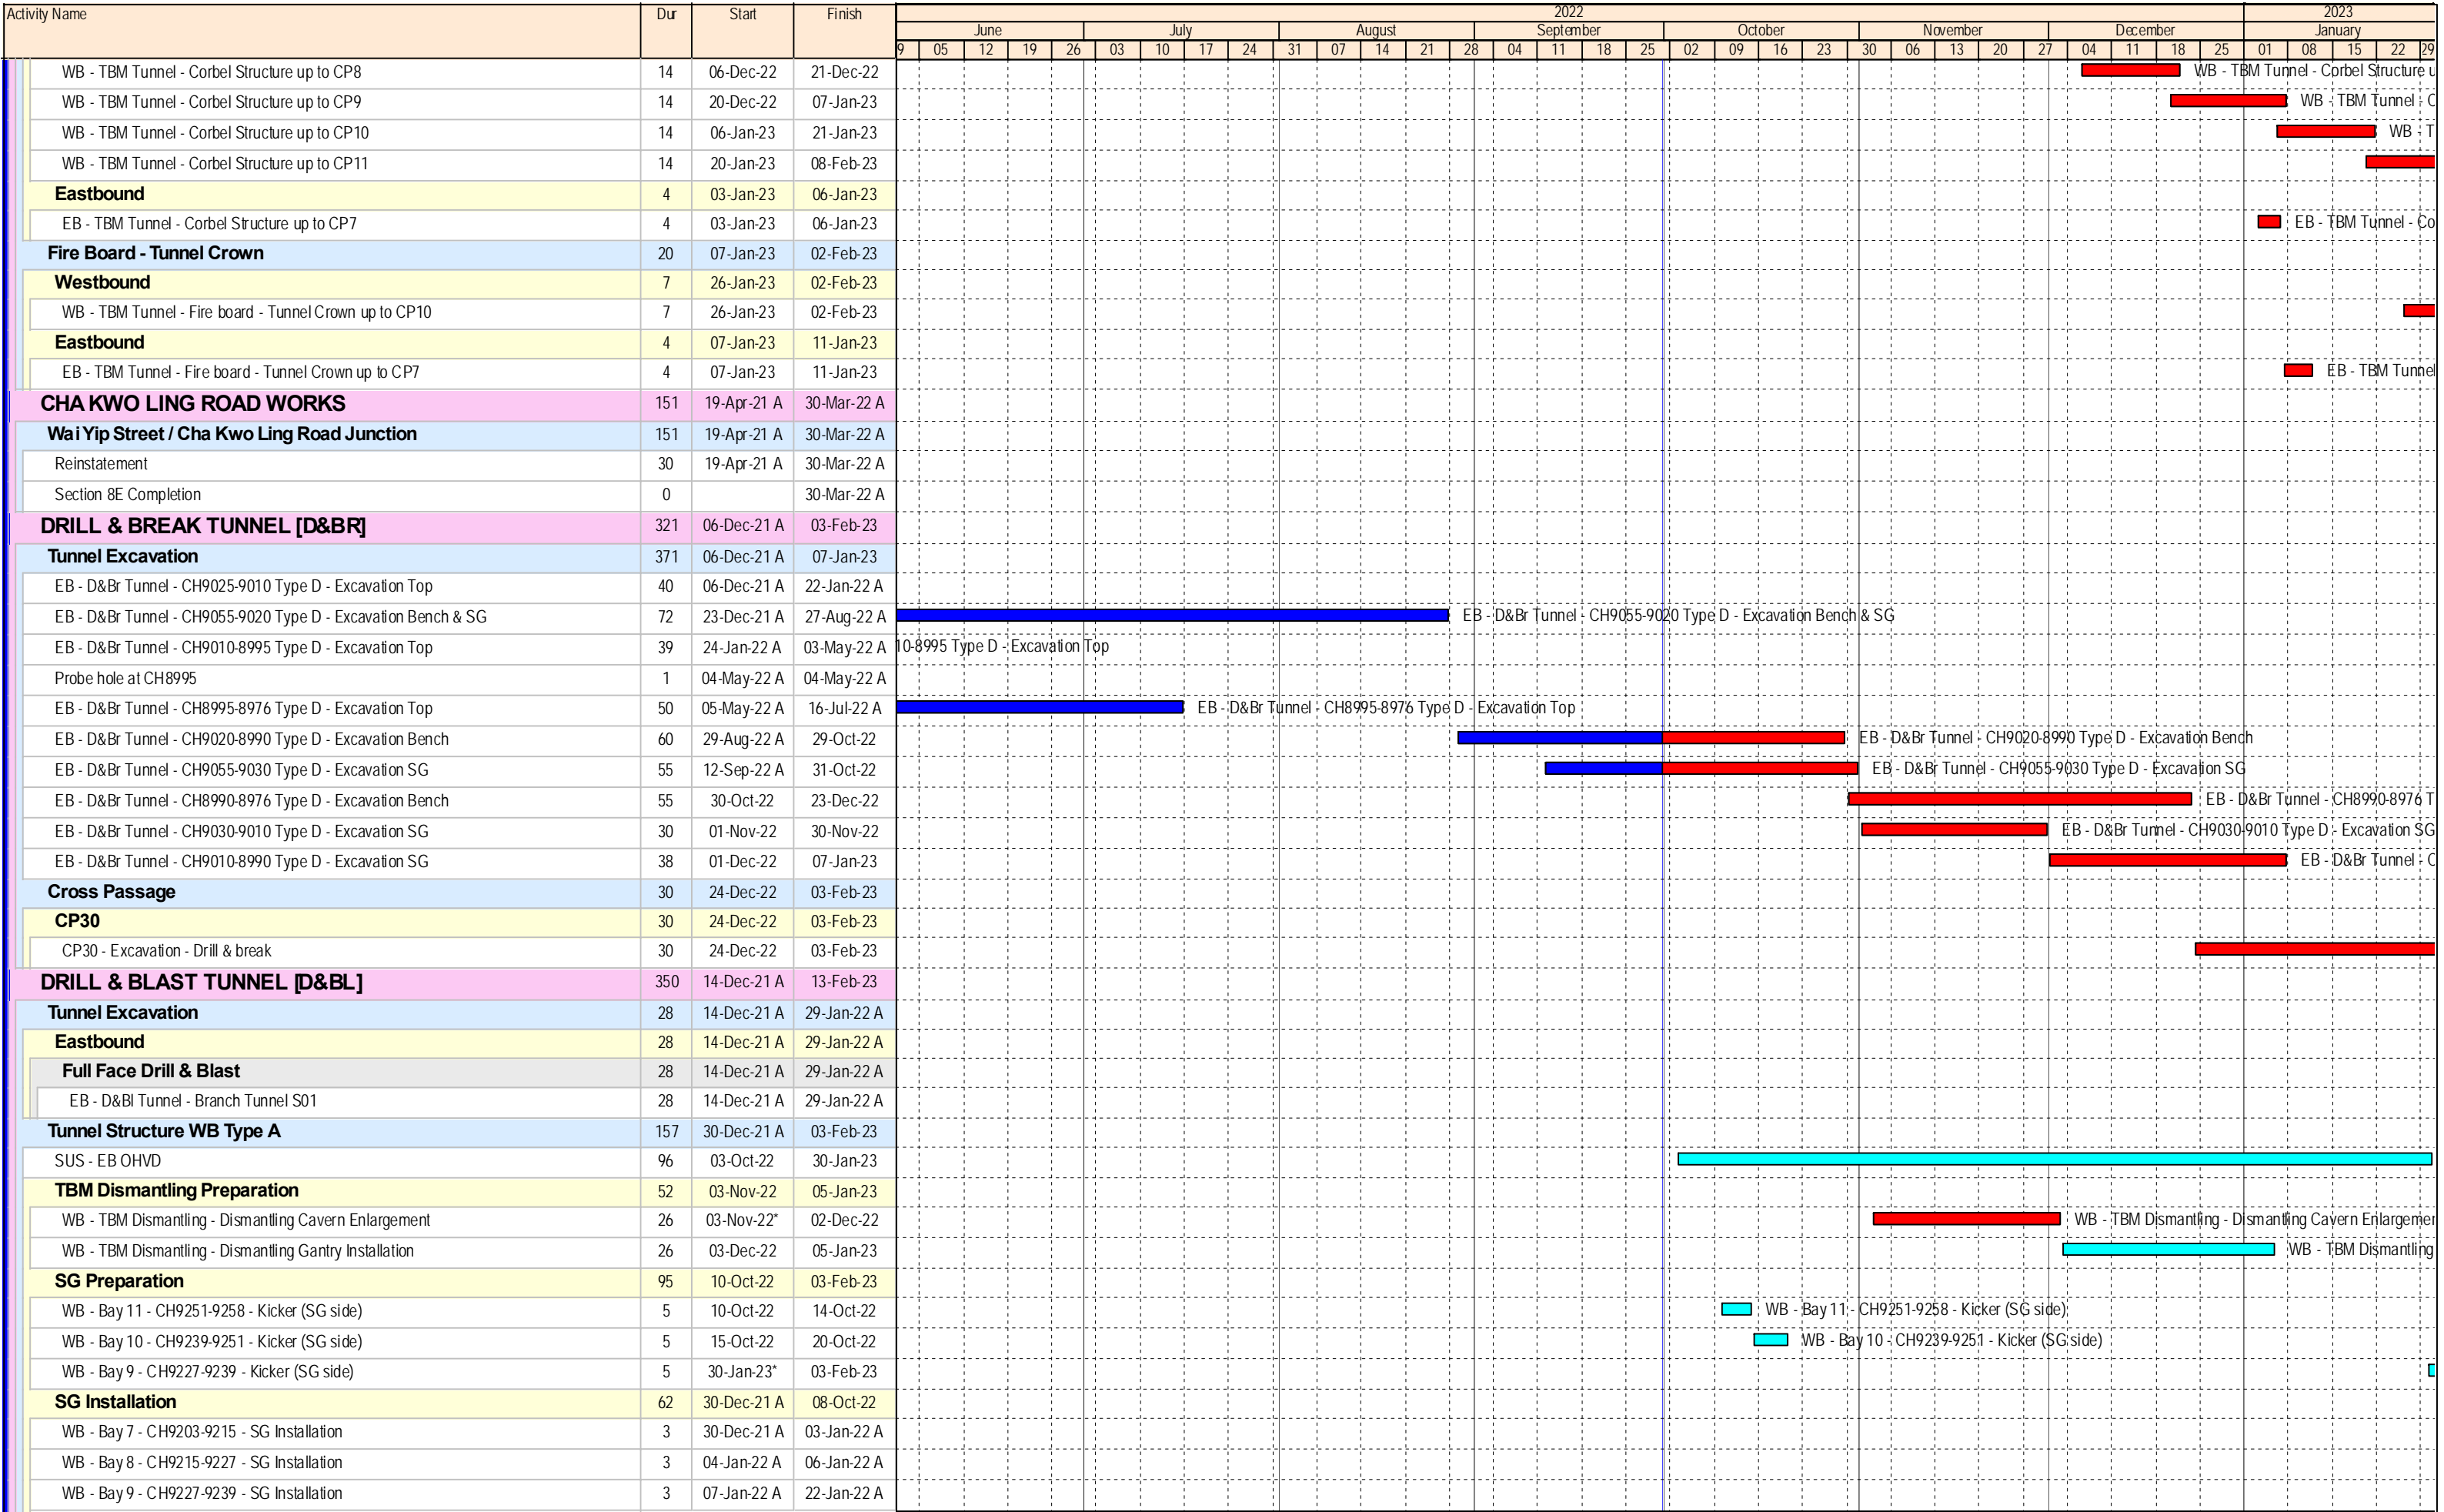 Activity Name Dur Start Finish 2022 2023
June July August September October November December January
9 05 12 19 26 03 10 17 24 31 07 14 21 28 04 11 18 25 02 09 16 23 30 06 13 20 27 04 11 18 25 01 08 15 22 29
WB - TBM Tunnel - Corbel Structure up to CP8 14 06-Dec-22 21-Dec-22 WB - TBM Tunnel - Corbel Structure u
WB - TBM Tunnel - Corbel Structure up to CP9 14 20-Dec-22 07-Jan-23 WB - TBM Tunnel - C
WB - TBM Tunnel - Corbel Structure up to CP10 14 06-Jan-23 21-Jan-23 WB - T
WB - TBM Tunnel - Corbel Structure up to CP11 14 20-Jan-23 08-Feb-23
Eastbound 4 03-Jan-23 06-Jan-23
EB - TBM Tunnel - Corbel Structure up to CP7 4 03-Jan-23 06-Jan-23 EB - TBM Tunnel - Co
Fire Board - Tunnel Crown 20 07-Jan-23 02-Feb-23
Westbound 7 26-Jan-23 02-Feb-23
WB - TBM Tunnel - Fire board - Tunnel Crown up to CP10 7 26-Jan-23 02-Feb-23
Eastbound 4 07-Jan-23 11-Jan-23
EB - TBM Tunnel - Fire board - Tunnel Crown up to CP7 4 07-Jan-23 11-Jan-23 EB - TBM Tunnel
CHA KWO LING ROAD WORKS 151 19-Apr-21 A 30-Mar-22 A
Wai Yip Street / Cha Kwo Ling Road Junction 151 19-Apr-21 A 30-Mar-22 A
Reinstatement 30 19-Apr-21 A 30-Mar-22 A
Section 8E Completion 0 30-Mar-22 A
DRILL & BREAK TUNNEL [D&BR] 321 06-Dec-21 A 03-Feb-23
Tunnel Excavation 371 06-Dec-21 A 07-Jan-23
EB - D&Br Tunnel - CH9025-9010 Type D - Excavation Top 40 06-Dec-21 A 22-Jan-22 A
EB - D&Br Tunnel - CH9055-9020 Type D - Excavation Bench & SG 72 23-Dec-21 A 27-Aug-22 A EB - D&Br Tunnel - CH9055-9020 Type D - Excavation Bench & SG
EB - D&Br Tunnel - CH9010-8995 Type D - Excavation Top 39 24-Jan-22 A 03-May-22 A 10-8995 Type D - Excavation Top
Probe hole at CH8995 1 04-May-22 A 04-May-22 A
EB - D&Br Tunnel - CH8995-8976 Type D - Excavation Top 50 05-May-22 A 16-Jul-22 A EB - D&Br Tunnel - CH8995-8976 Type D - Excavation Top
EB - D&Br Tunnel - CH9020-8990 Type D - Excavation Bench 60 29-Aug-22 A 29-Oct-22 EB - D&Br Tunnel - CH9020-8990 Type D - Excavation Bench
EB - D&Br Tunnel - CH9055-9030 Type D - Excavation SG 55 12-Sep-22 A 31-Oct-22 EB - D&Br Tunnel - CH9055-9030 Type D - Excavation SG
EB - D&Br Tunnel - CH8990-8976 Type D - Excavation Bench 55 30-Oct-22 23-Dec-22 EB - D&Br Tunnel - CH8990-8976 T
EB - D&Br Tunnel - CH9030-9010 Type D - Excavation SG 30 01-Nov-22 30-Nov-22 EB - D&Br Tunnel - CH9030-9010 Type D - Excavation SG
EB - D&Br Tunnel - CH9010-8990 Type D - Excavation SG 38 01-Dec-22 07-Jan-23 EB - D&Br Tunnel - C
Cross Passage 30 24-Dec-22 03-Feb-23
CP30 30 24-Dec-22 03-Feb-23
CP30 - Excavation - Drill & break 30 24-Dec-22 03-Feb-23
DRILL & BLAST TUNNEL [D&BL] 350 14-Dec-21 A 13-Feb-23
Tunnel Excavation 28 14-Dec-21 A 29-Jan-22 A
Eastbound 28 14-Dec-21 A 29-Jan-22 A
Full Face Drill & Blast 28 14-Dec-21 A 29-Jan-22 A
EB - D&Bl Tunnel - Branch Tunnel S01 28 14-Dec-21 A 29-Jan-22 A
Tunnel Structure WB Type A 157 30-Dec-21 A 03-Feb-23
SUS - EB OHVD 96 03-Oct-22 30-Jan-23
TBM Dismantling Preparation 52 03-Nov-22 05-Jan-23
WB - TBM Dismantling - Dismantling Cavern Enlargement 26 03-Nov-22* 02-Dec-22 WB - TBM Dismantling - Dismantling Cavern Enlargemen
WB - TBM Dismantling - Dismantling Gantry Installation 26 03-Dec-22 05-Jan-23 WB - TBM Dismantling
SG Preparation 95 10-Oct-22 03-Feb-23
WB - Bay 11 - CH9251-9258 - Kicker (SG side) 5 10-Oct-22 14-Oct-22 WB - Bay 11 - CH9251-9258 - Kicker (SG side)
WB - Bay 10 - CH9239-9251 - Kicker (SG side) 5 15-Oct-22 20-Oct-22 WB - Bay 10 - CH9239-9251 - Kicker (SG side)
WB - Bay 9 - CH9227-9239 - Kicker (SG side) 5 30-Jan-23* 03-Feb-23
SG Installation 62 30-Dec-21 A 08-Oct-22
WB - Bay 7 - CH9203-9215 - SG Installation 3 30-Dec-21 A 03-Jan-22 A
WB - Bay 8 - CH9215-9227 - SG Installation 3 04-Jan-22 A 06-Jan-22 A
WB - Bay 9 - CH9227-9239 - SG Installation 3 07-Jan-22 A 22-Jan-22 A